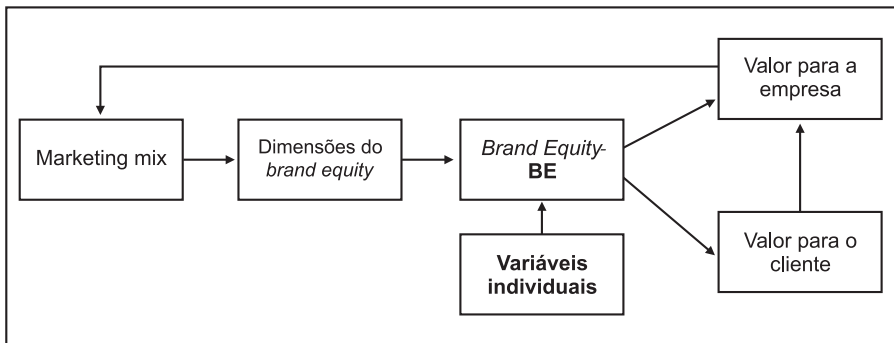 Marketing mix
Dimensões do
brand equity
Brand Equity-
BE
Variáveis
individuais
Valor para a
empresa
Valor para o
cliente